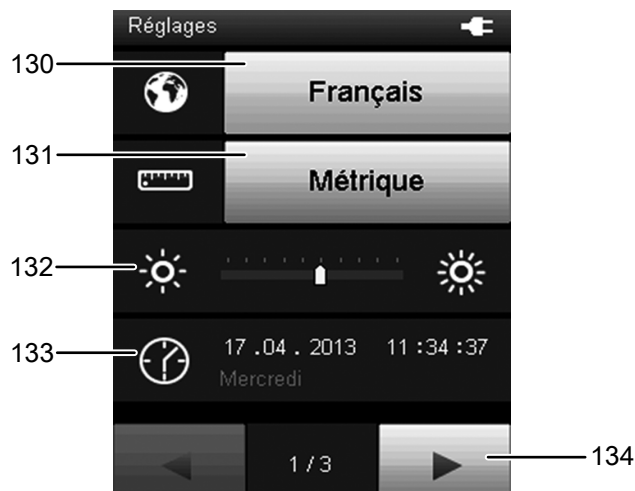 Réglages
130
Français
131
Métrique
132
133
17 .04 . 2013 11 :34 :37
Mercredi
1 / 3
134